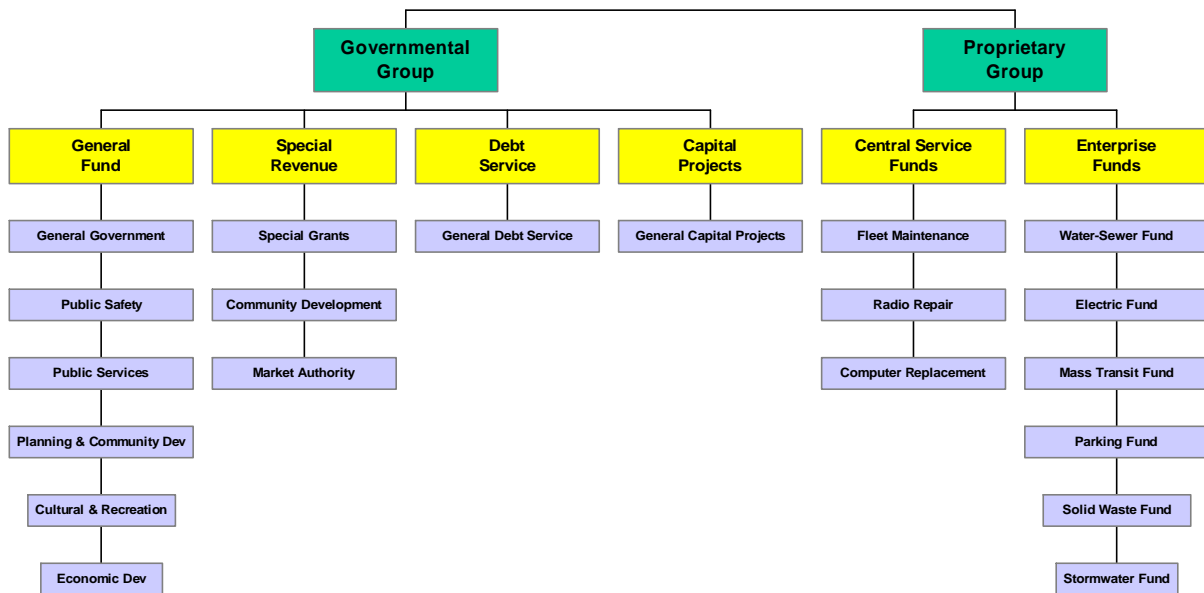 Governmental
Group
Proprietary
Group
General
Fund
Special
Revenue
Debt
Service
Capital
Projects
Central Service
Funds
Enterprise
Funds
General Government
Special Grants
General Debt Service
General Capital Projects
Fleet Maintenance
Water-Sewer Fund
Public Safety
Community Development
Radio Repair
Electric Fund
Public Services
Market Authority
Computer Replacement
Mass Transit Fund
Planning & Community Dev
Parking Fund
Cultural & Recreation
Solid Waste Fund
Economic Dev
Stormwater Fund